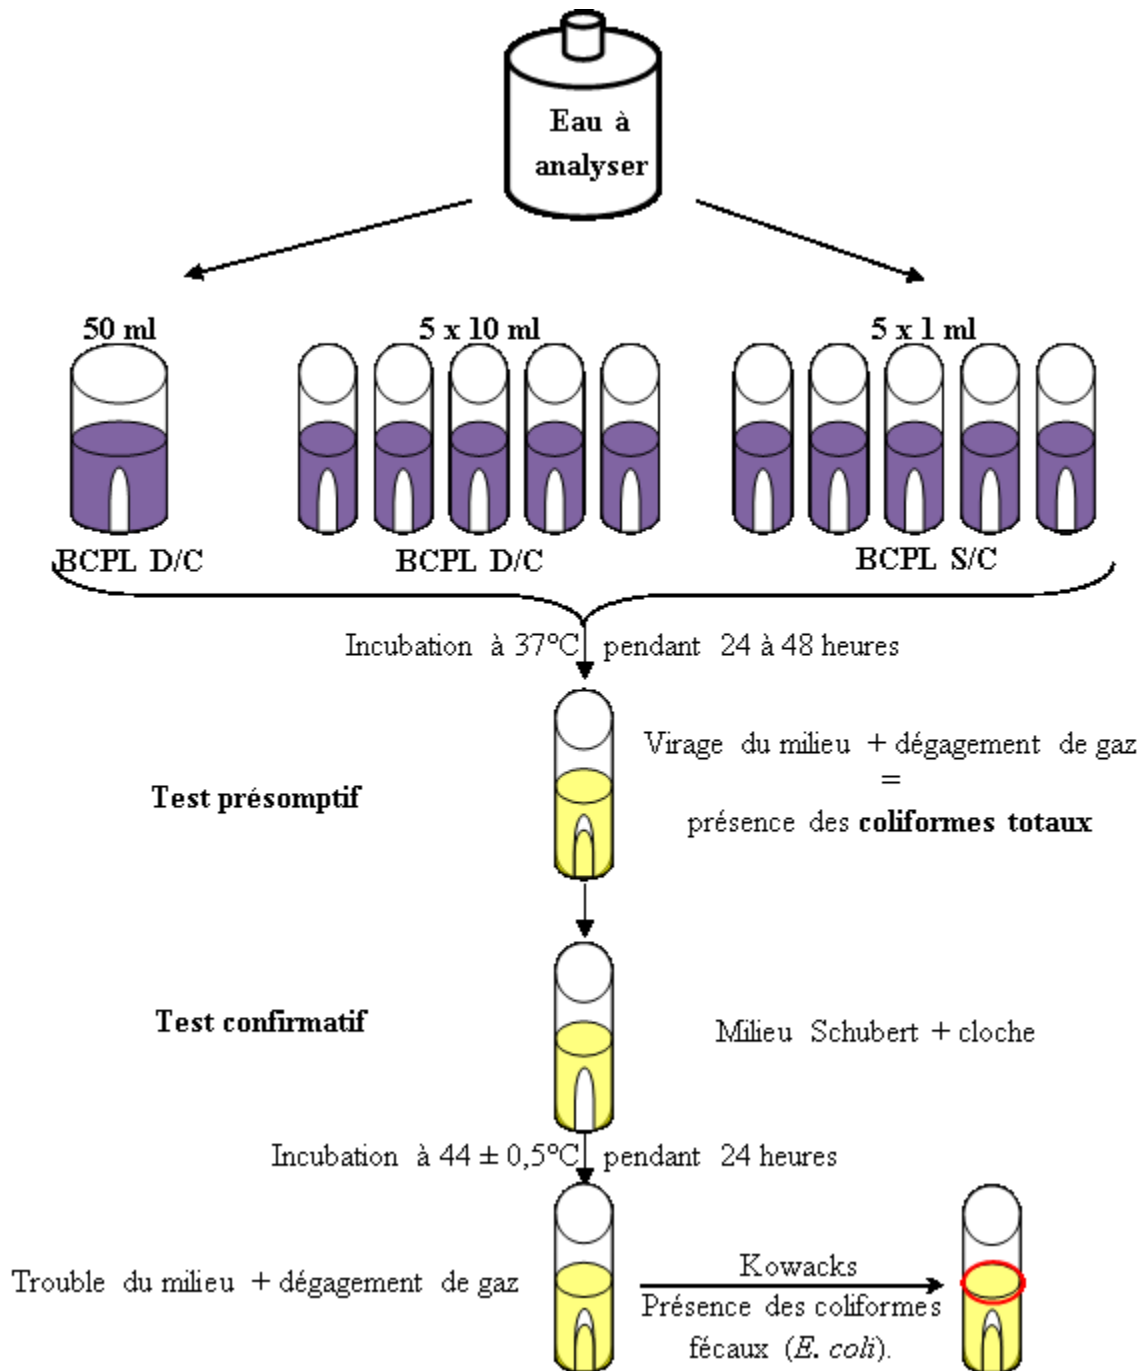 Eau à
analyser
50 ml
5 x 10 ml
5 x 1 ml
BCPL D/C
BCPL D/C
BCPL S/C
Incubation à 37°C pendant 24 à 48 heures
Virage du milieu + dégagement de gaz
=
présence des coliformes totaux
Test présomptif
Test confirmatif
Milieu Schubert + cloche
Incubation à 44 ± 0,5°C pendant 24 heures
Trouble du milieu + dégagement de gaz
Kowacks
Présence des coliformes
fécaux (E. coli).